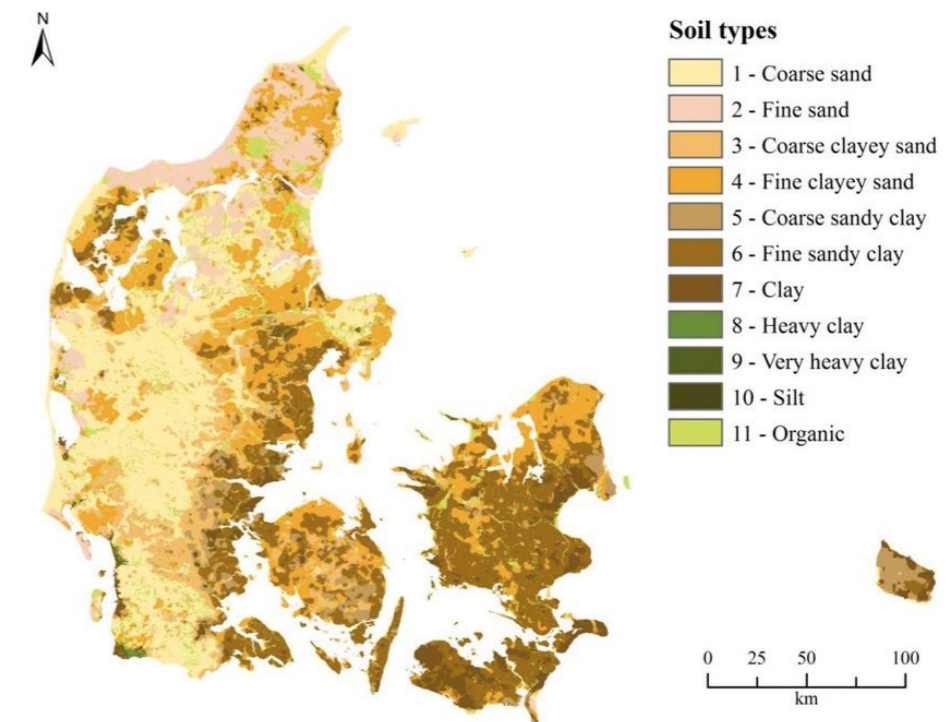 N
Soil types
1 - Coarse sand
2 - Fine sand
3 - Coarse clayey sand
4 - Fine clayey sand
5 - Coarse sandy clay
6 - Fine sandy clay
7 - Clay
8 - Heavy clay
9 - Very heavy clay
10 - Silt
11 - Organic
0 25 50 100
km